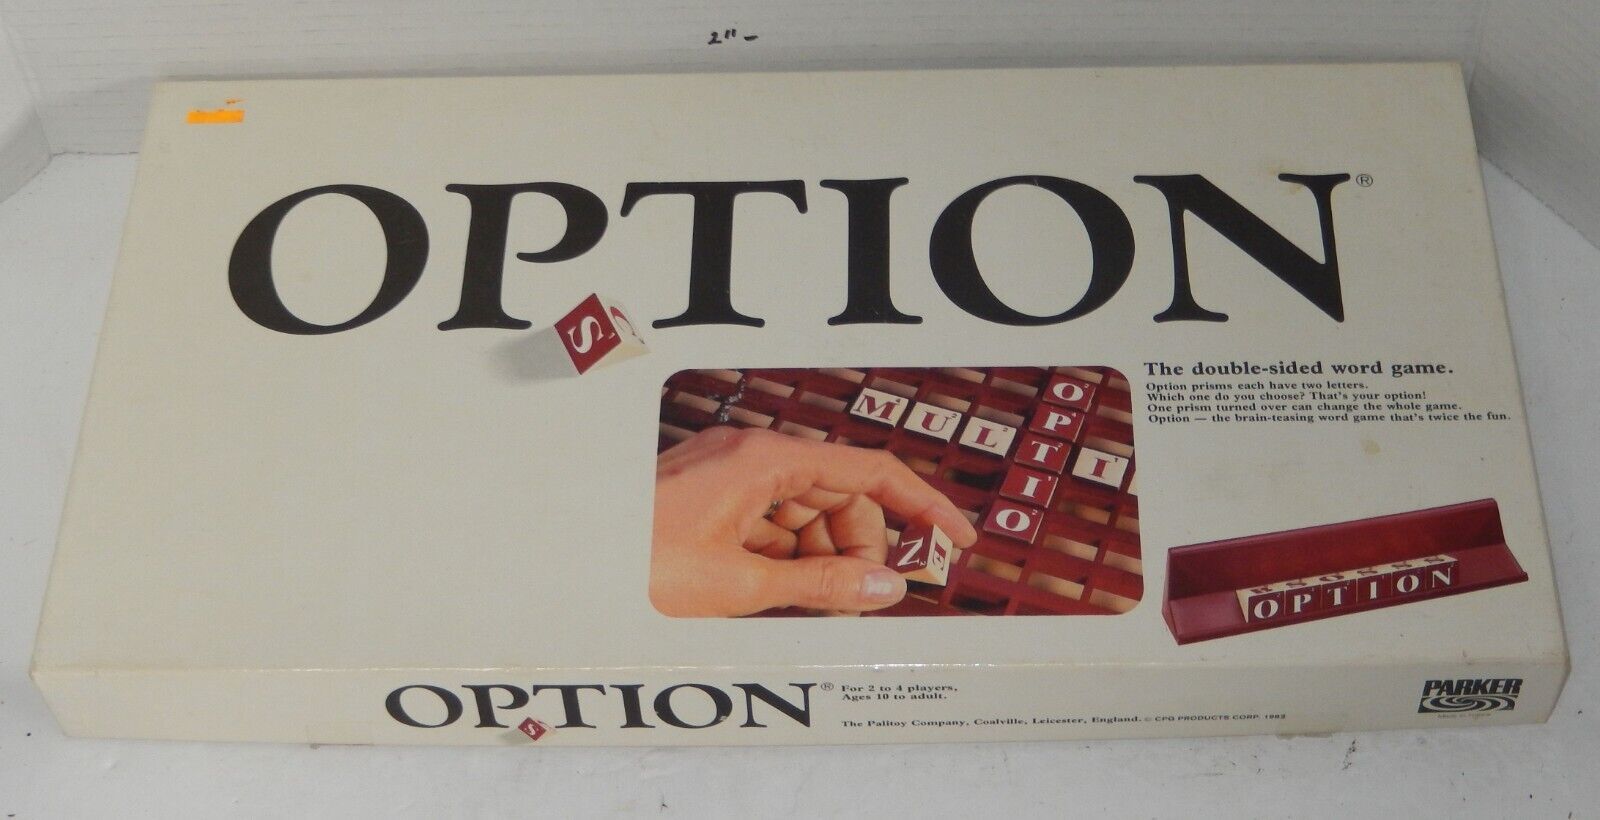 2" -
OPTION®
S C
The double-sided word game.
Option prisms each have two letters.
Which one do you choose? That's your option!
One prism turned over can change the whole game.
Option — the brain-teasing word game that's twice the fun.
MULTI
OPTIO
N E
OPTION
OPTION®
S
For 2 to 4 players,
Ages 10 to adult.
The Palitoy Company, Coalville, Leicester, England. © CPG PRODUCTS CORP. 1983
PARKER